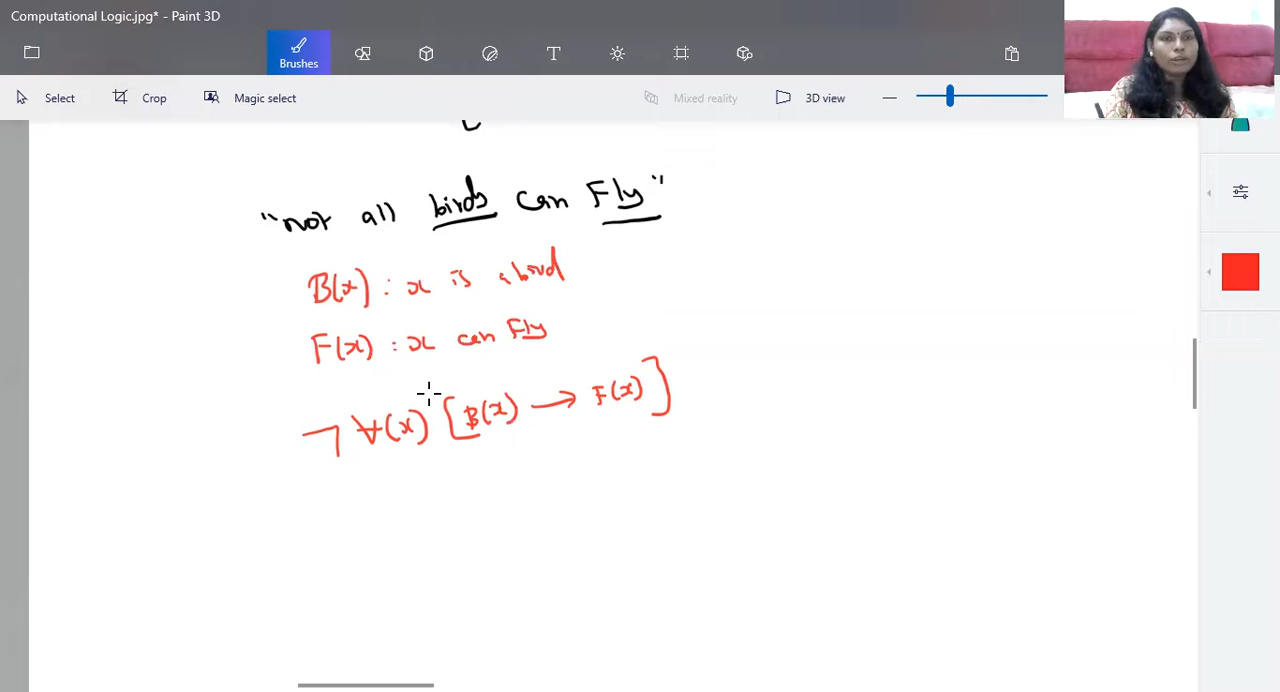 Computational Logic.jpg* - Paint 3D
Brushes
Select Crop Magic select Mixed reality 3D view
"not all birds can Fly"
B(x) : x is a bird
F(x) : x can Fly
¬ ∀(x) [B(x) → F(x)]